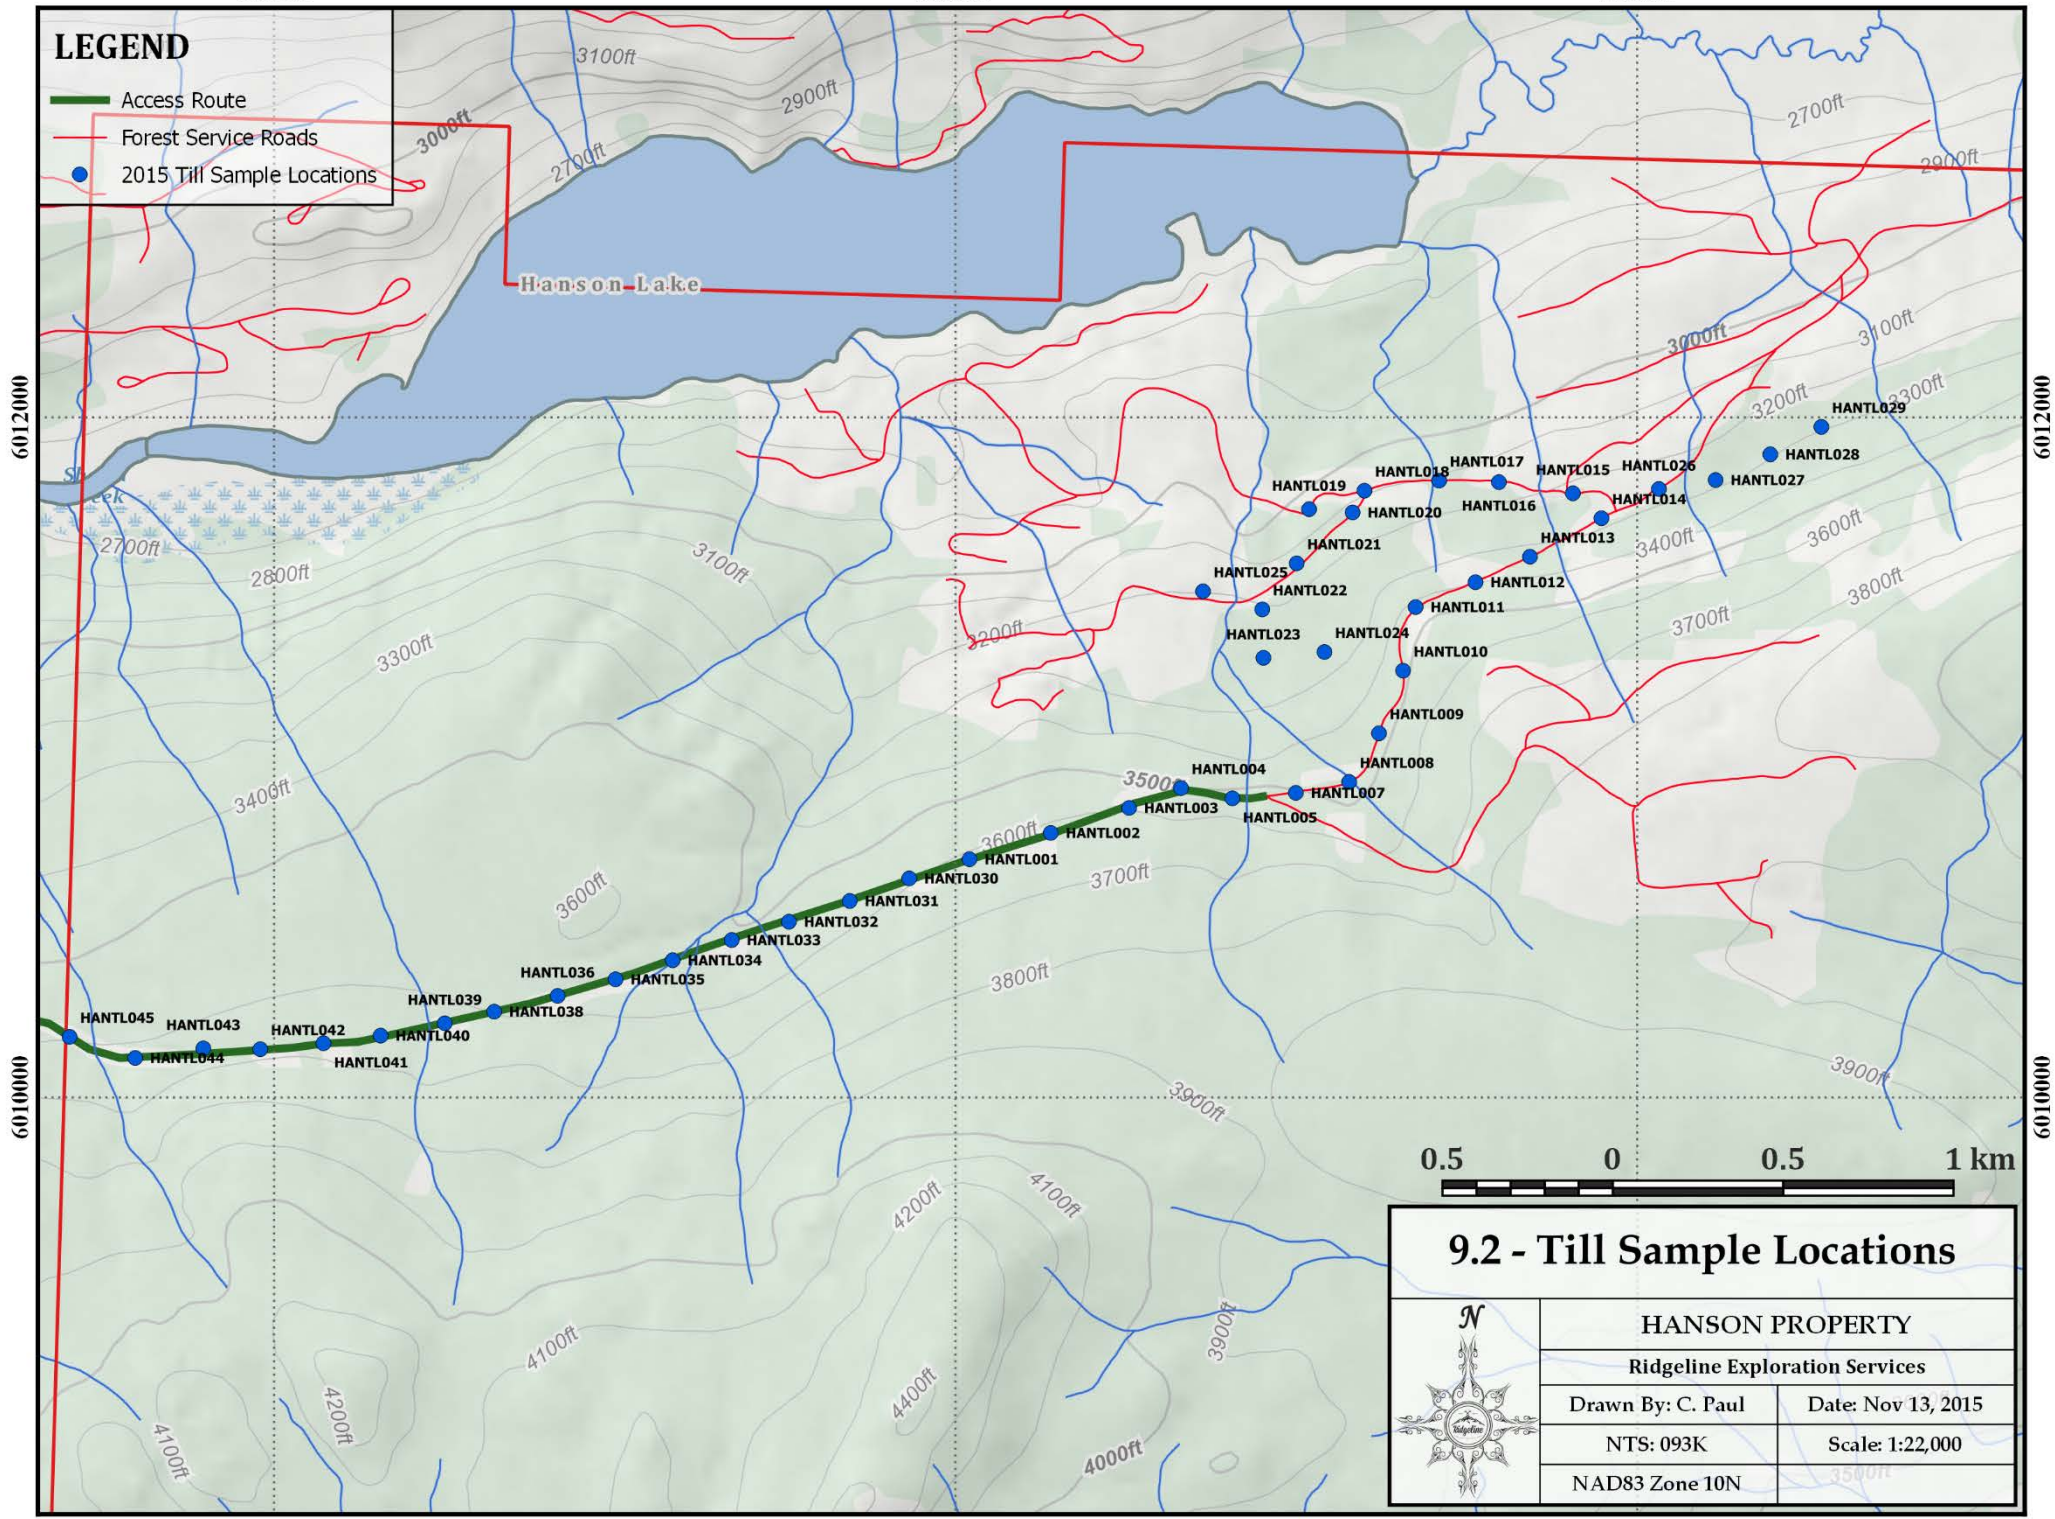 LEGEND
Access Route
Forest Service Roads
2015 Till Sample Locations
3100ft
2900ft
3000ft
2700ft
2700ft
2900ft
Hanson Lake
3000ft
3100ft
3200ft
3300ft
6012000
6012000
HANTL029
HANTL028
HANTL027
HANTL026
HANTL014
HANTL015
HANTL016
HANTL017
HANTL018
HANTL019
HANTL020
HANTL021
HANTL025
HANTL022
HANTL023
HANTL024
HANTL013
HANTL012
HANTL011
HANTL010
HANTL009
HANTL008
HANTL007
HANTL005
HANTL004
HANTL003
HANTL002
HANTL001
HANTL030
HANTL031
HANTL032
HANTL033
HANTL034
HANTL035
HANTL036
HANTL038
HANTL039
HANTL040
HANTL041
HANTL042
HANTL043
HANTL044
HANTL045
2700ft
2800ft
3100ft
3200ft
3300ft
3400ft
3400ft
3600ft
3700ft
3800ft
3500ft
3600ft
3600ft
3700ft
3800ft
3900ft
3900ft
6010000
6010000
4200ft
4100ft
4100ft
3900ft
4200ft
4400ft
4100ft
4000ft
3500ft
0.5 0 0.5 1 km
9.2 - Till Sample Locations
N
HANSON PROPERTY
Ridgeline Exploration Services
Drawn By: C. Paul
Date: Nov 13, 2015
NTS: 093K
Scale: 1:22,000
NAD83 Zone 10N
Ridgeline